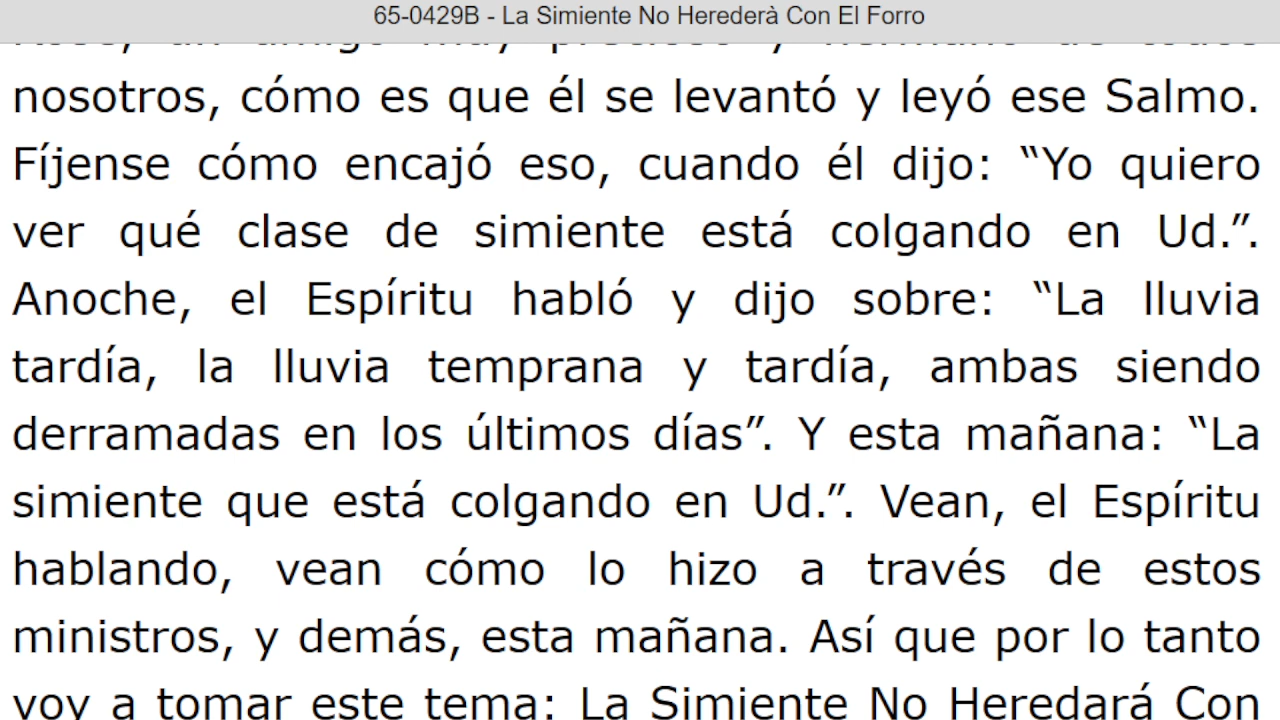 65-0429B - La Simiente No Herederà Con El Forro
nosotros, cómo es que él se levantó y leyó ese Salmo.
Fíjense cómo encajó eso, cuando él dijo: “Yo quiero
ver qué clase de simiente está colgando en Ud.”.
Anoche, el Espíritu habló y dijo sobre: “La lluvia
tardía, la lluvia temprana y tardía, ambas siendo
derramadas en los últimos días”. Y esta mañana: “La
simiente que está colgando en Ud.”. Vean, el Espíritu
hablando, vean cómo lo hizo a través de estos
ministros, y demás, esta mañana. Así que por lo tanto
voy a tomar este tema: La Simiente No Heredará Con